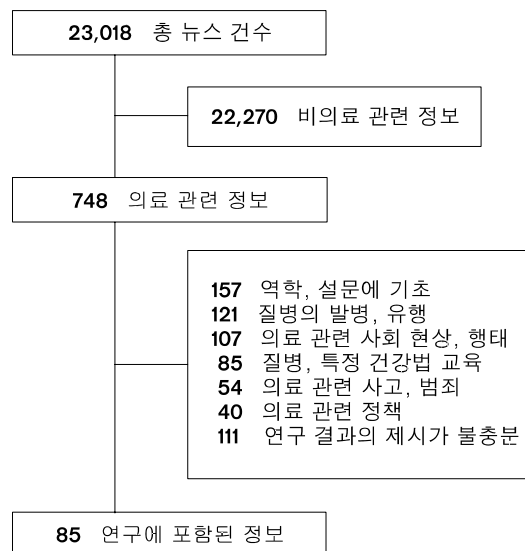 23,018 총 뉴스 건수
22,270 비의료 관련 정보
748 의료 관련 정보
157 역학, 설문에 기초
121 질병의 발병, 유행
107 의료 관련 사회 현상, 행태
85 질병, 특정 건강법 교육
54 의료 관련 사고, 범죄
40 의료 관련 정책
111 연구 결과의 제시가 불충분
85 연구에 포함된 정보